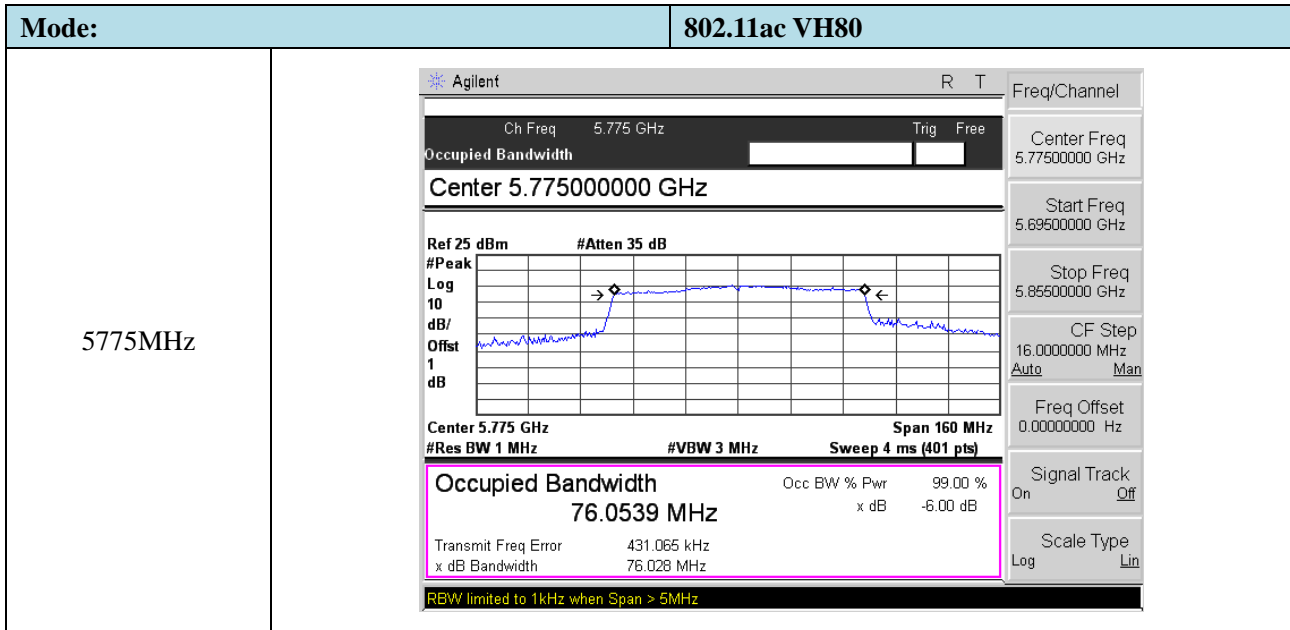 Mode: 802.11ac VH80
5775MHz
Agilent R T
Ch Freq 5.775 GHz Trig Free
Occupied Bandwidth
Center 5.775000000 GHz
Ref 25 dBm #Atten 35 dB
#Peak
Log
10
dB/
Offst
1
dB
Center 5.775 GHz Span 160 MHz
#Res BW 1 MHz #VBW 3 MHz Sweep 4 ms (401 pts)
Occupied Bandwidth Occ BW % Pwr 99.00 %
76.0539 MHz x dB -6.00 dB
Transmit Freq Error 431.065 kHz
x dB Bandwidth 76.028 MHz
RBW limited to 1kHz when Span > 5MHz
Freq/Channel
Center Freq
5.77500000 GHz
Start Freq
5.69500000 GHz
Stop Freq
5.85500000 GHz
CF Step
16.0000000 MHz
Auto Man
Freq Offset
0.00000000 Hz
Signal Track
On Off
Scale Type
Log Lin